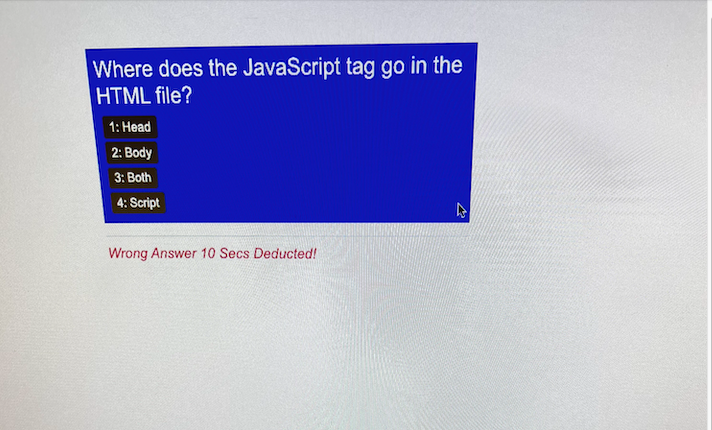 Where does the JavaScript tag go in the
HTML file?
1: Head
2: Body
3: Both
4: Script
Wrong Answer 10 Secs Deducted!